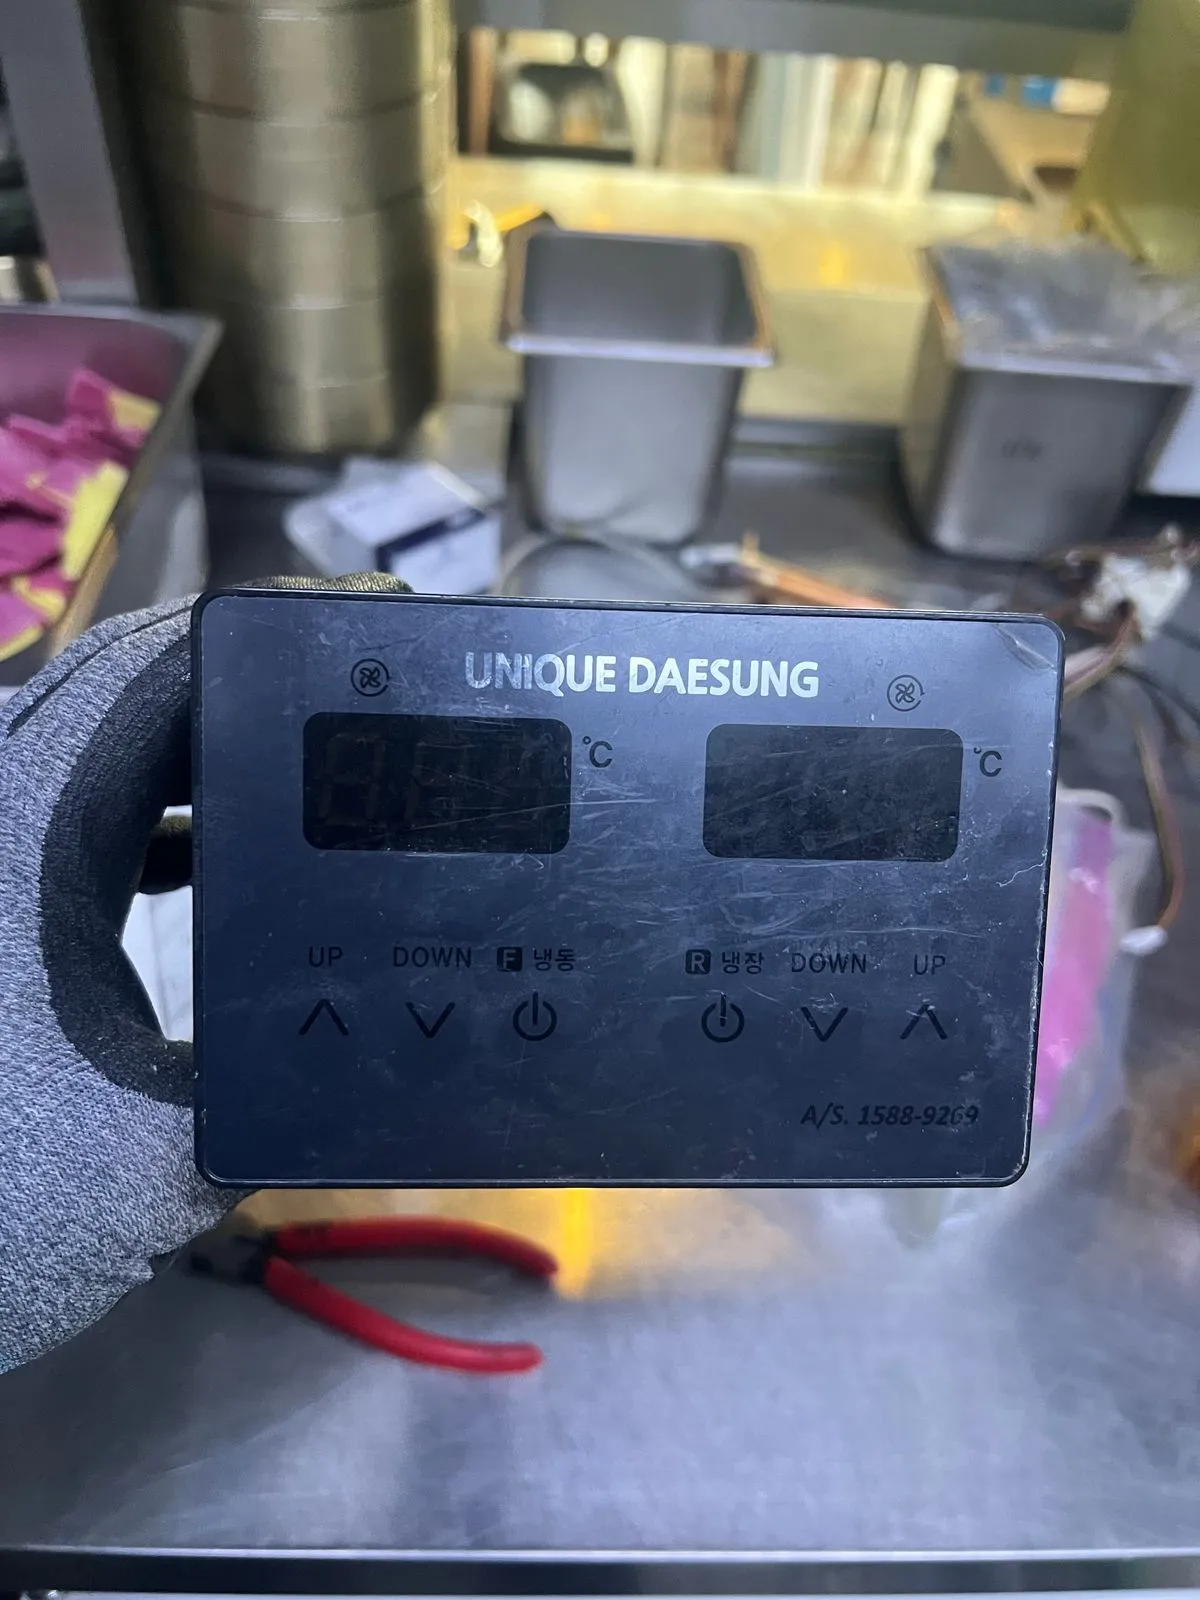 UNIQUE DAESUNG
°C °C
UP DOWN F 냉동 R 냉장 DOWN UP
A/S. 1588-9269